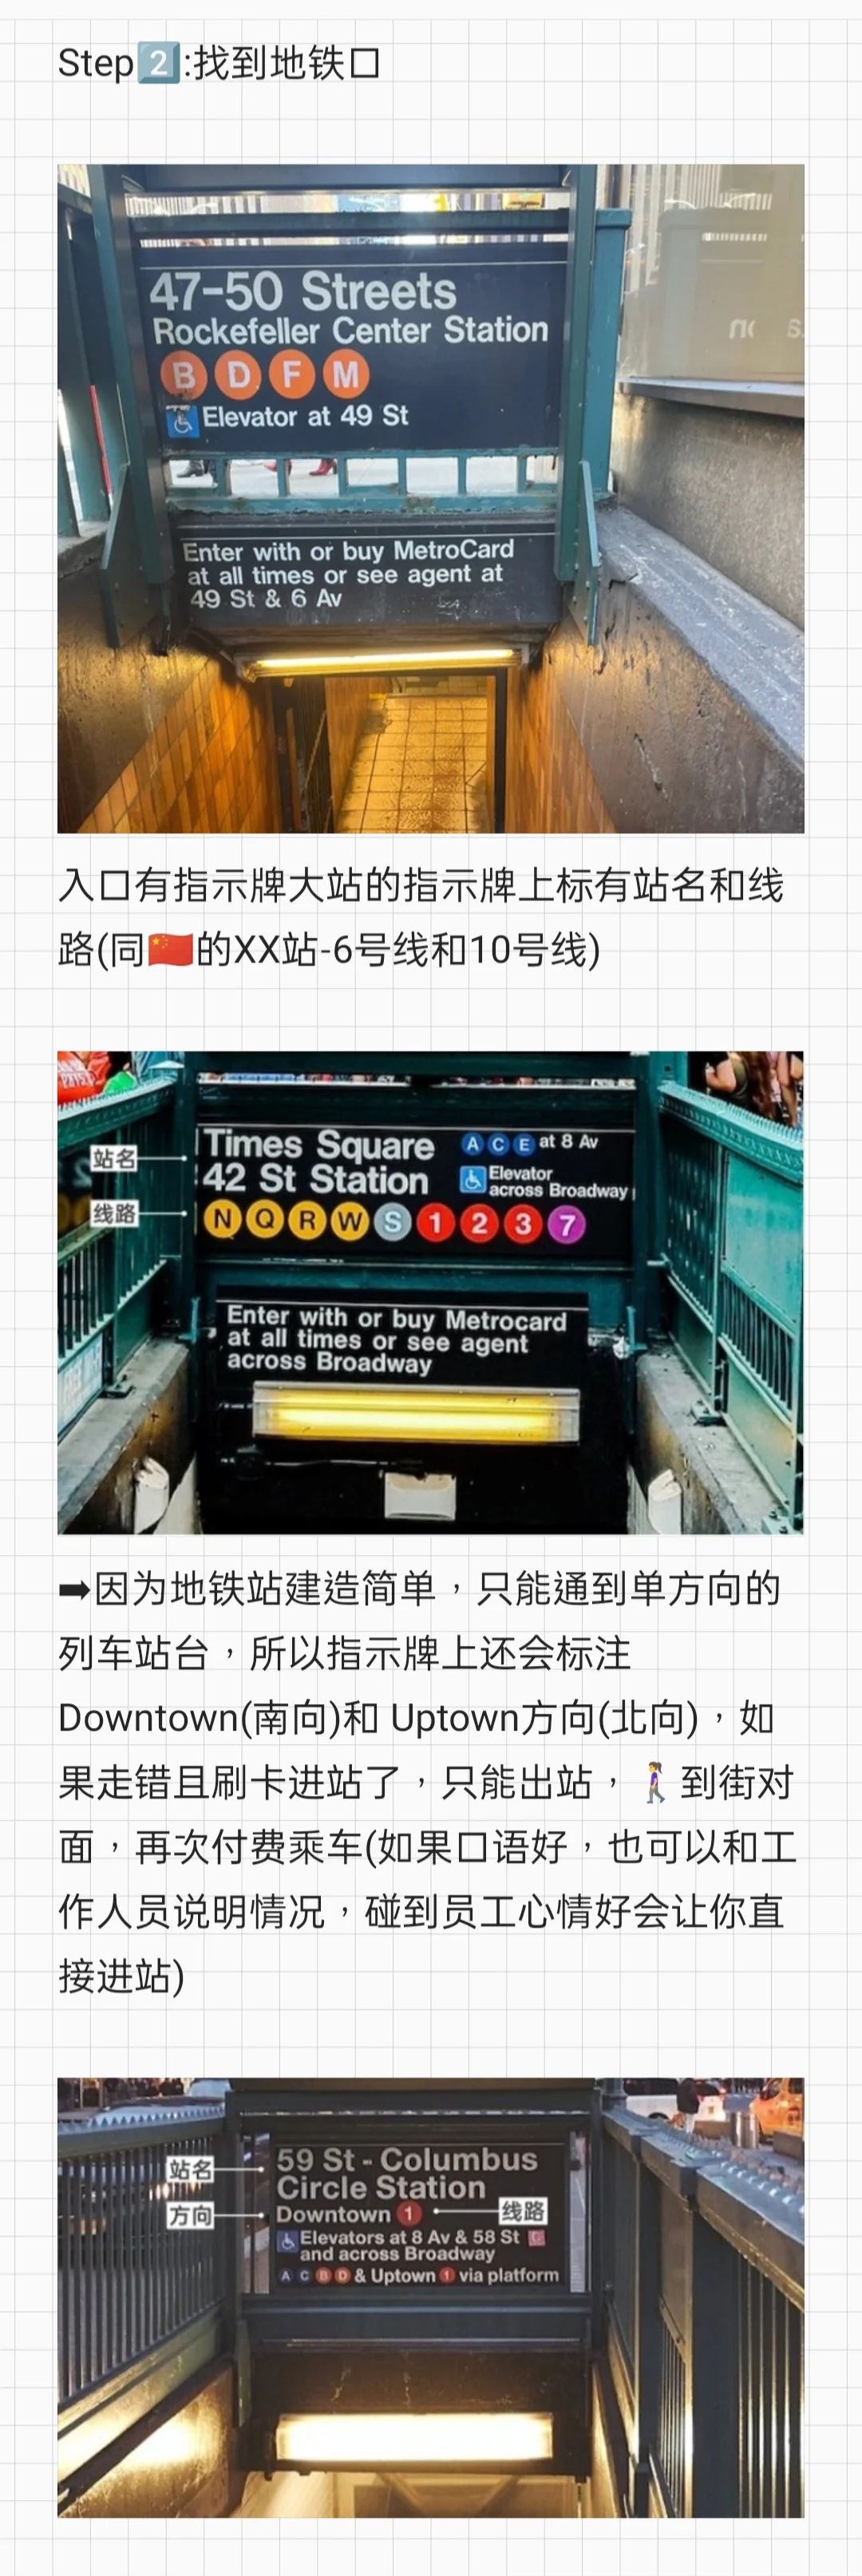 Step2️⃣:找到地铁口
47-50 Streets
Rockefeller Center Station
B D F M
Elevator at 49 St
Enter with or buy MetroCard
at all times or see agent at
49 St & 6 Av
入口有指示牌大站的指示牌上标有站名和线
路(同🇨🇳的XX站-6号线和10号线)
Times Square
42 St Station
A C E at 8 Av
Elevator
across Broadway
站名
线路
N Q R W S 1 2 3 7
Enter with or buy Metrocard
at all times or see agent
across Broadway
➡️因为地铁站建造简单，只能通到单方向的
列车站台，所以指示牌上还会标注
Downtown(南向)和 Uptown方向(北向)，如
果走错且刷卡进站了，只能出站，🚶‍♀️到街对
面，再次付费乘车(如果口语好，也可以和工
作人员说明情况，碰到员工心情好会让你直
接进站)
站名
59 St - Columbus
Circle Station
方向
Downtown 1
线路
Elevators at 8 Av & 58 St
and across Broadway
A C B D & Uptown 1 via platform